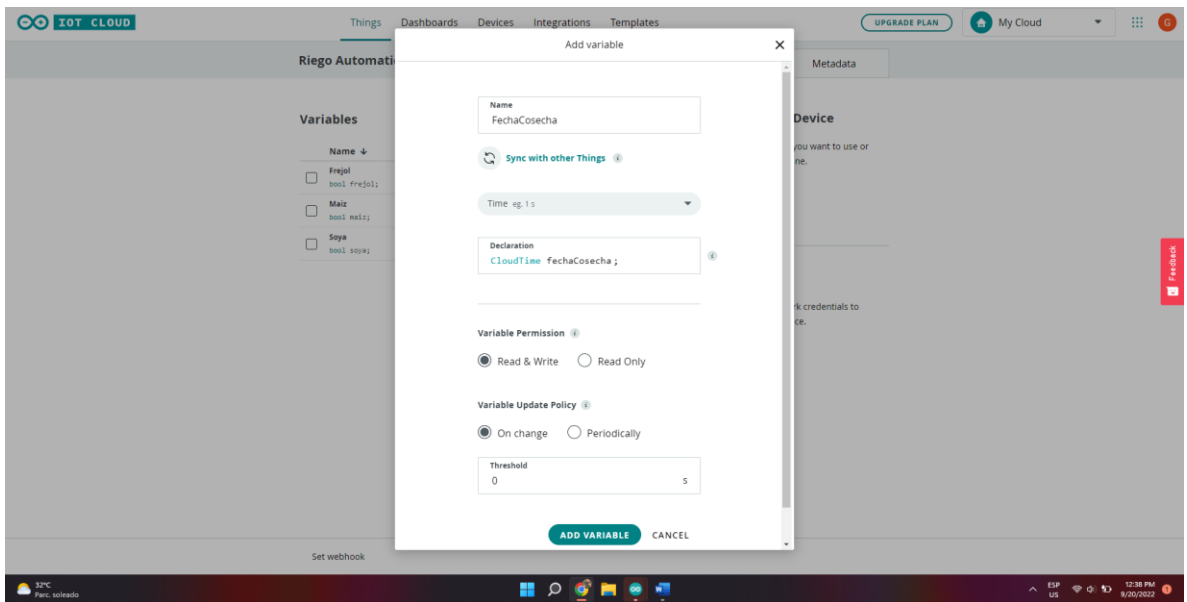 IOT CLOUD
Things Dashboards Devices Integrations Templates
UPGRADE PLAN
My Cloud
G
Add variable
Riego Automati
Metadata
Name
FechaCosecha
Variables
Device
Sync with other Things
you want to use or
ne.
Name
Frejol
bool frejol;
Maiz
bool maiz;
Soya
bool soya;
Time eg. 1 s
Declaration
CloudTime fechaCosecha;
rk credentials to
ce.
Variable Permission
Read & Write Read Only
Variable Update Policy
On change Periodically
Threshold
0 s
ADD VARIABLE CANCEL
Feedback
Set webhook
32°C
Parc. soleado
ESP
US
12:38 PM
9/20/2022
1